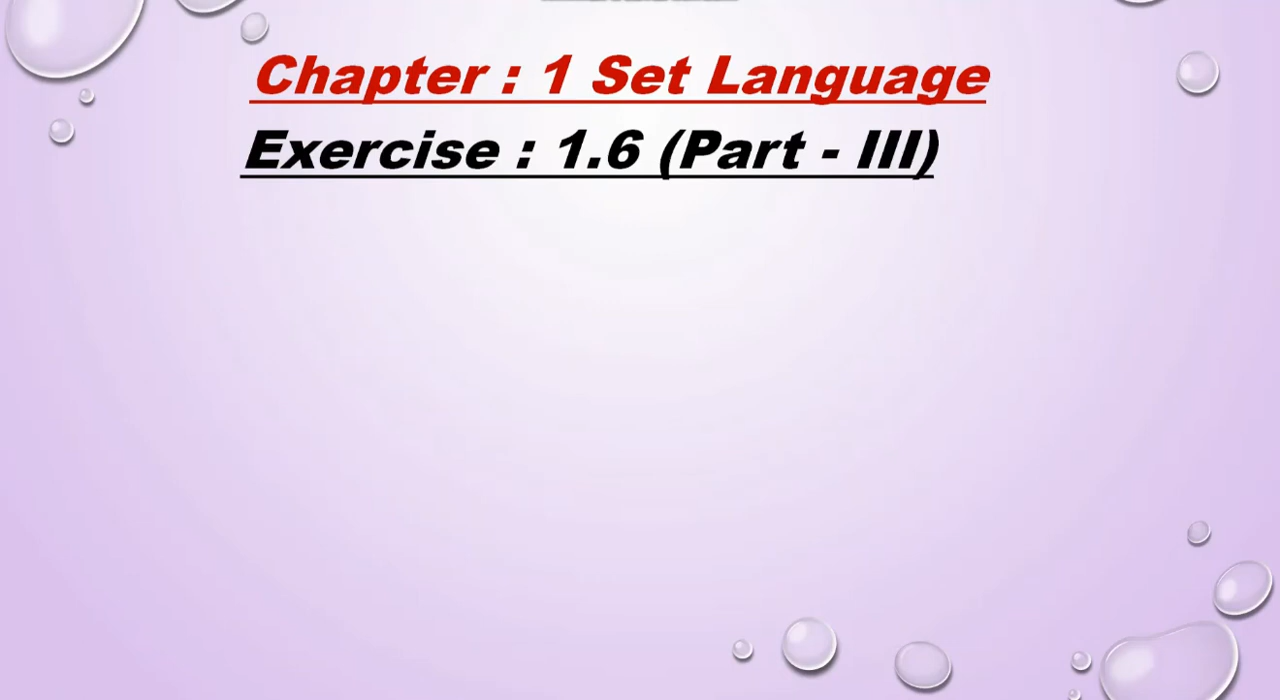 Chapter : 1 Set Language
Exercise : 1.6 (Part - III)